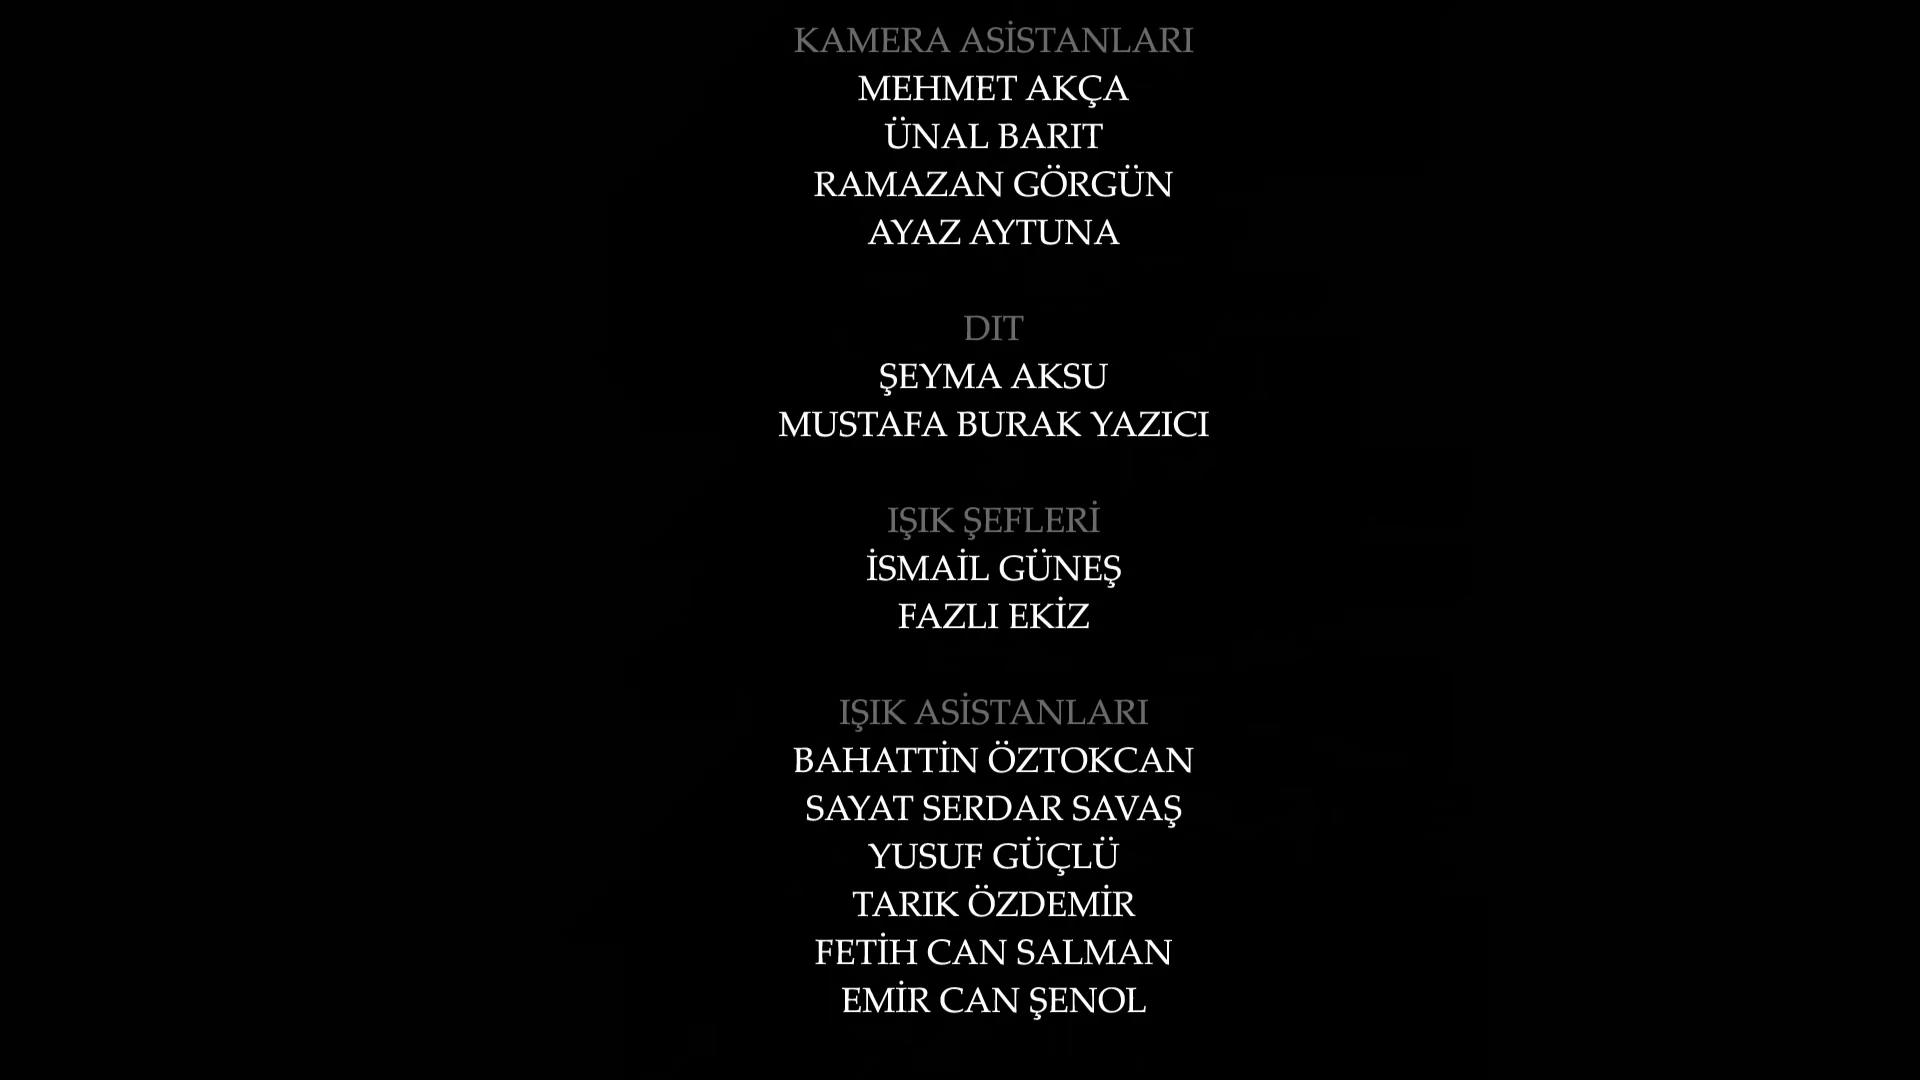 KAMERA ASİSTANLARI
MEHMET AKÇA
ÜNAL BARIT
RAMAZAN GÖRGÜN
AYAZ AYTUNA
DIT
ŞEYMA AKSU
MUSTAFA BURAK YAZICI
IŞIK ŞEFLERİ
İSMAİL GÜNEŞ
FAZLI EKİZ
IŞIK ASİSTANLARI
BAHATTİN ÖZTOKCAN
SAYAT SERDAR SAVAŞ
YUSUF GÜÇLÜ
TARIK ÖZDEMİR
FETİH CAN SALMAN
EMİR CAN ŞENOL